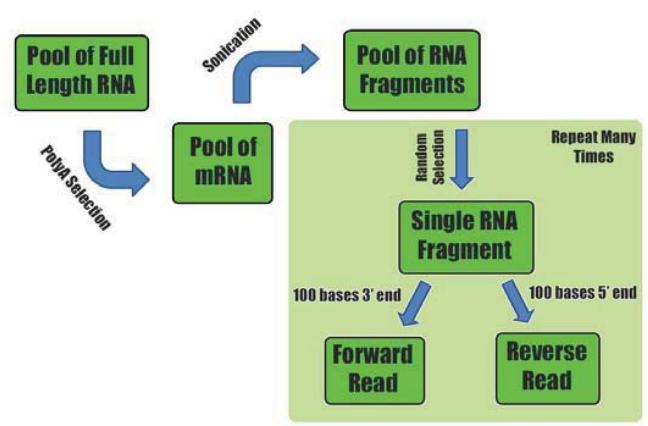 Pool of Full
Length RNA
PolyA Selection
Pool of
mRNA
Sonication
Pool of RNA
Fragments
Repeat Many
Times
Random
Selection
Single RNA
Fragment
100 bases 3' end
100 bases 5' end
Forward
Read
Reverse
Read